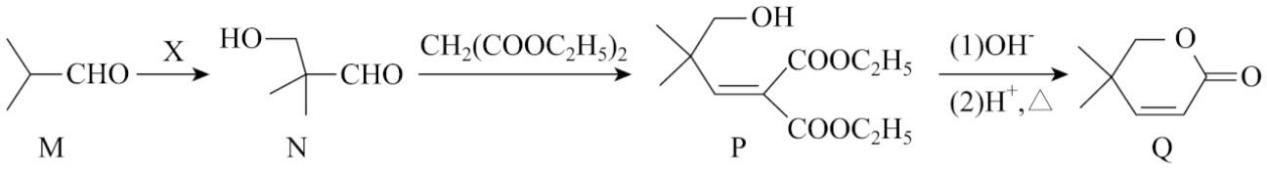 CHO
X
HO
CHO
CH₂(COOC₂H₅)₂
OH
COOC₂H₅
COOC₂H₅
(1)OH⁻
(2)H⁺,△
O
O
M
N
P
Q